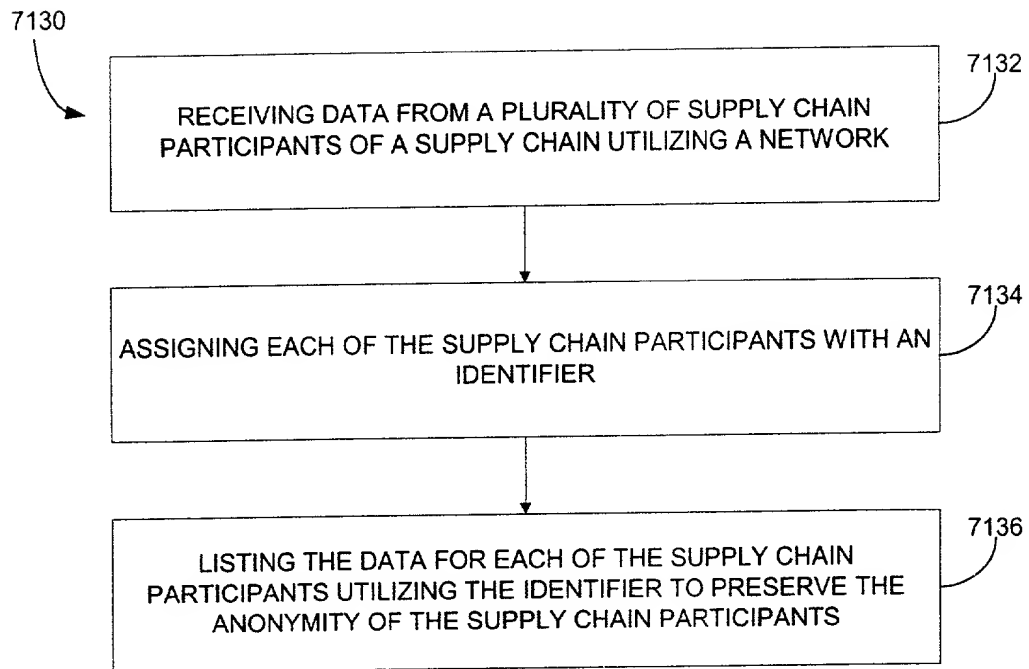 7130
7132
RECEIVING DATA FROM A PLURALITY OF SUPPLY CHAIN
PARTICIPANTS OF A SUPPLY CHAIN UTILIZING A NETWORK
7134
ASSIGNING EACH OF THE SUPPLY CHAIN PARTICIPANTS WITH AN
IDENTIFIER
7136
LISTING THE DATA FOR EACH OF THE SUPPLY CHAIN
PARTICIPANTS UTILIZING THE IDENTIFIER TO PRESERVE THE
ANONYMITY OF THE SUPPLY CHAIN PARTICIPANTS